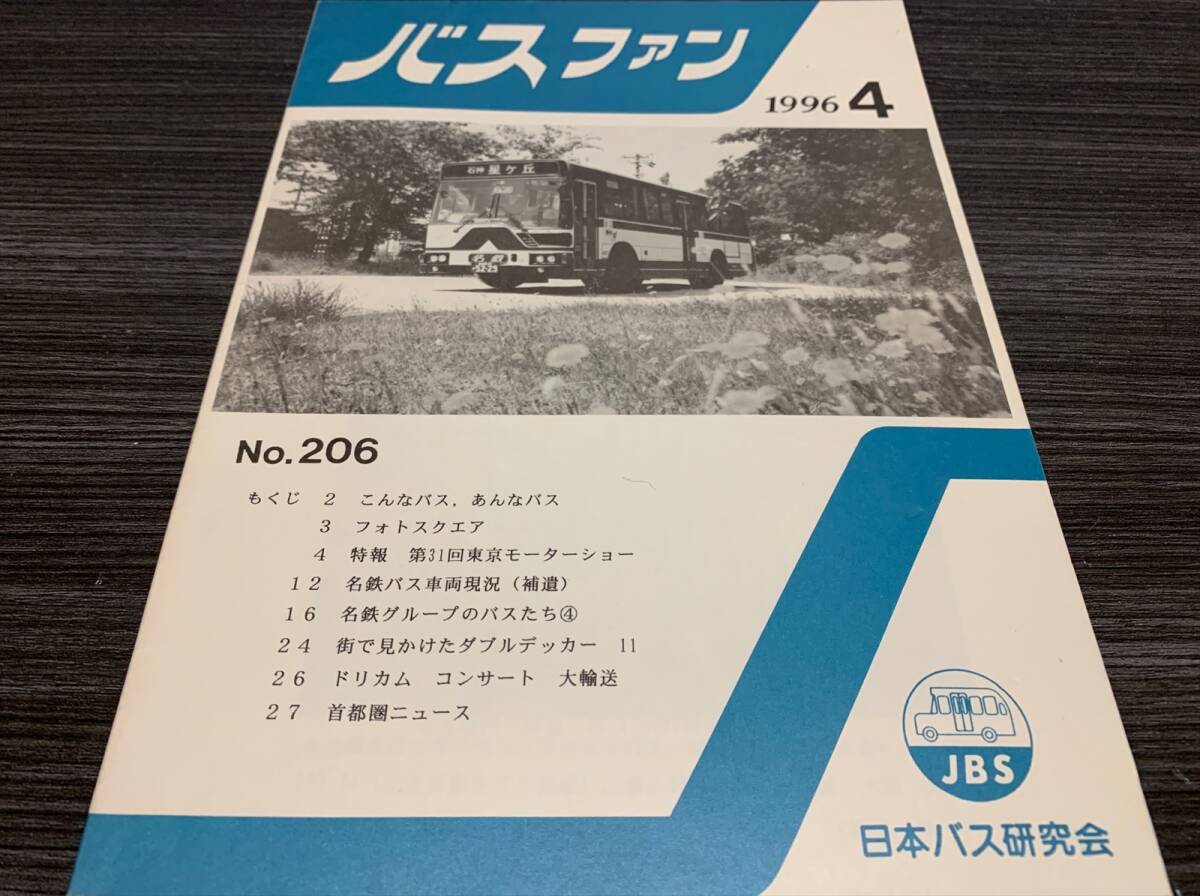 バスファン
1996 4
石神 星ヶ丘
名鉄
52-29
No.206
もくじ 2 こんなバス，あんなバス
3 フォトスクエア
4 特報 第31回東京モーターショー
12 名鉄バス車両現況（補遺）
16 名鉄グループのバスたち④
24 街で見かけたダブルデッカー 11
26 ドリカム コンサート 大輸送
27 首都圏ニュース
JBS
日本バス研究会